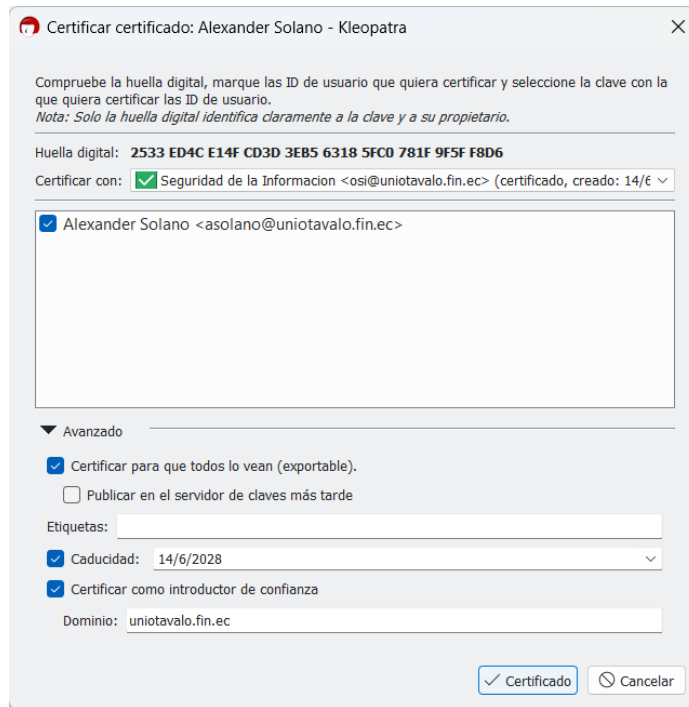 Certificar certificado: Alexander Solano - Kleopatra
Compruebe la huella digital, marque las ID de usuario que quiera certificar y seleccione la clave con la
que quiera certificar las ID de usuario.
Nota: Solo la huella digital identifica claramente a la clave y a su propietario.
Huella digital: 2533 ED4C E14F CD3D 3EB5 6318 5FC0 781F 9F5F F8D6
Certificar con: Seguridad de la Informacion <osi@uniotavalo.fin.ec> (certificado, creado: 14/6
Alexander Solano <asolano@uniotavalo.fin.ec>
Avanzado
Certificar para que todos lo vean (exportable).
Publicar en el servidor de claves más tarde
Etiquetas:
Caducidad: 14/6/2028
Certificar como introductor de confianza
Dominio: uniotavalo.fin.ec
Certificado Cancelar